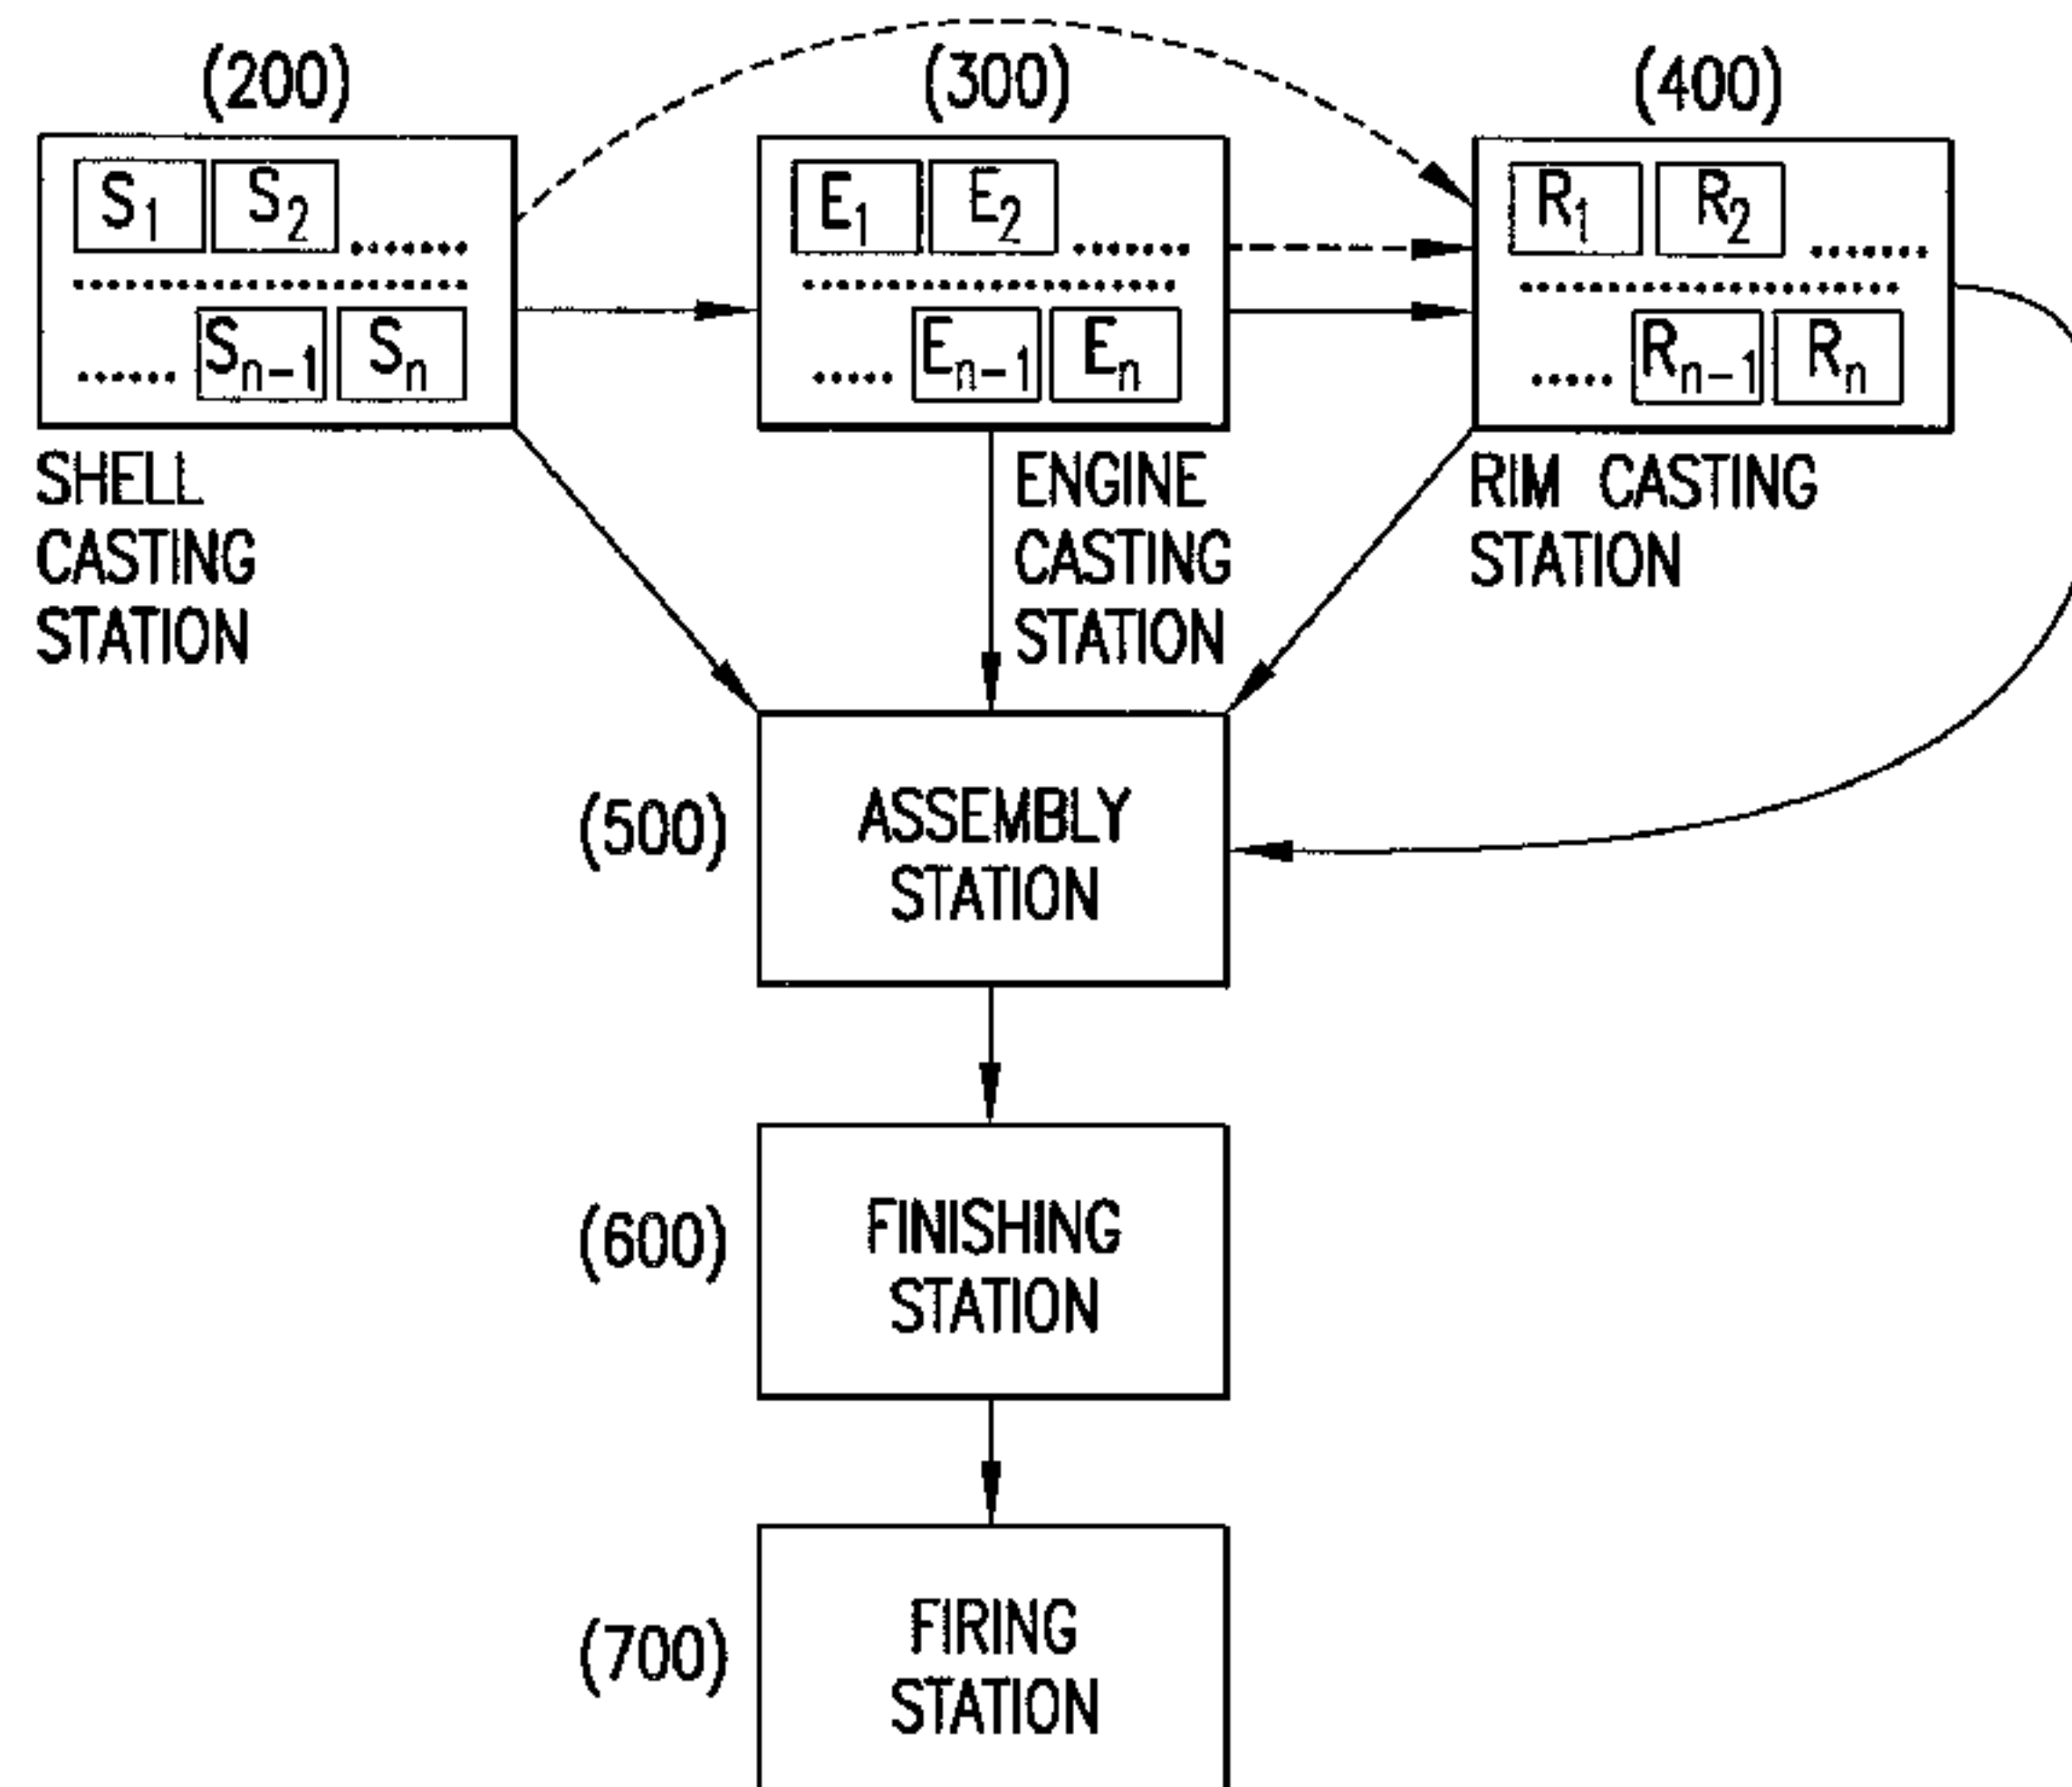 (200) (300) (400)
S1 S2 ....... E1 E2 ....... R1 R2 .......
...... Sn-1 Sn ..... En-1 En ..... Rn-1 Rn
SHELL
CASTING
STATION
ENGINE
CASTING
STATION
RIM CASTING
STATION
(500)
ASSEMBLY
STATION
(600)
FINISHING
STATION
(700)
FIRING
STATION